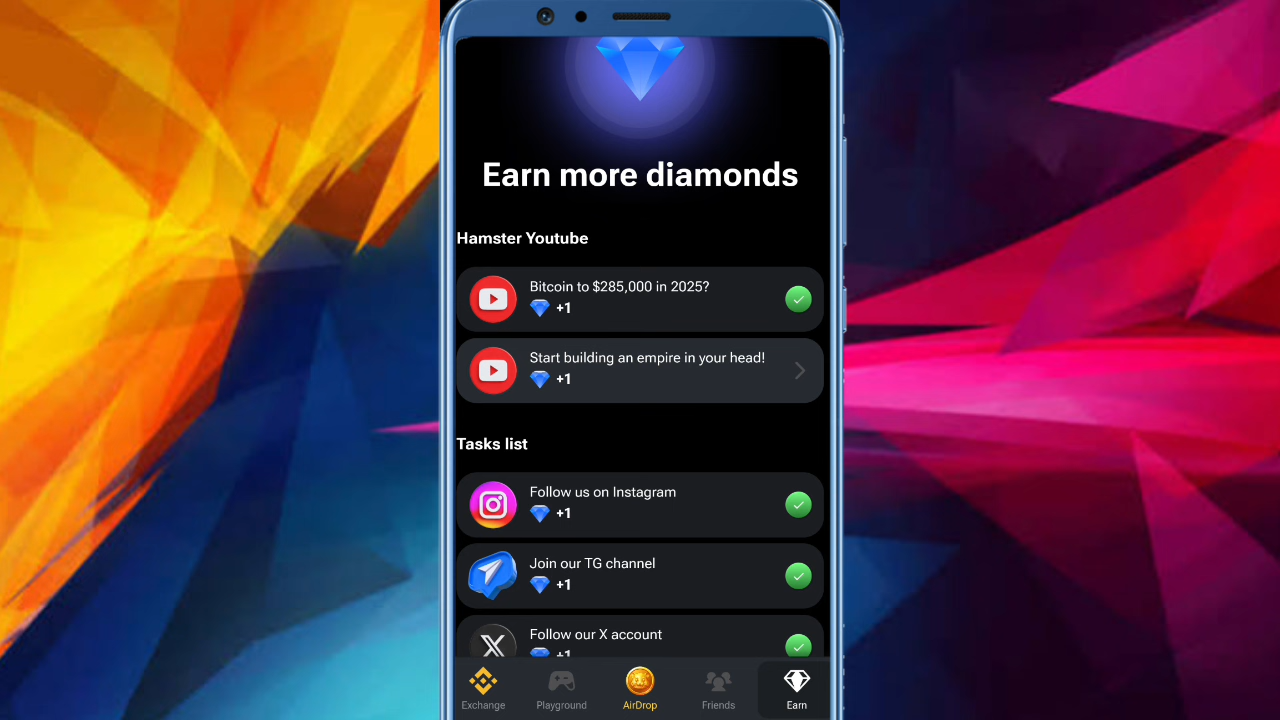 Earn more diamonds
Hamster Youtube
Bitcoin to $285,000 in 2025?
+1
Start building an empire in your head!
+1
Tasks list
Follow us on Instagram
+1
Join our TG channel
+1
Follow our X account
+1
Exchange
Playground
AirDrop
Friends
Earn